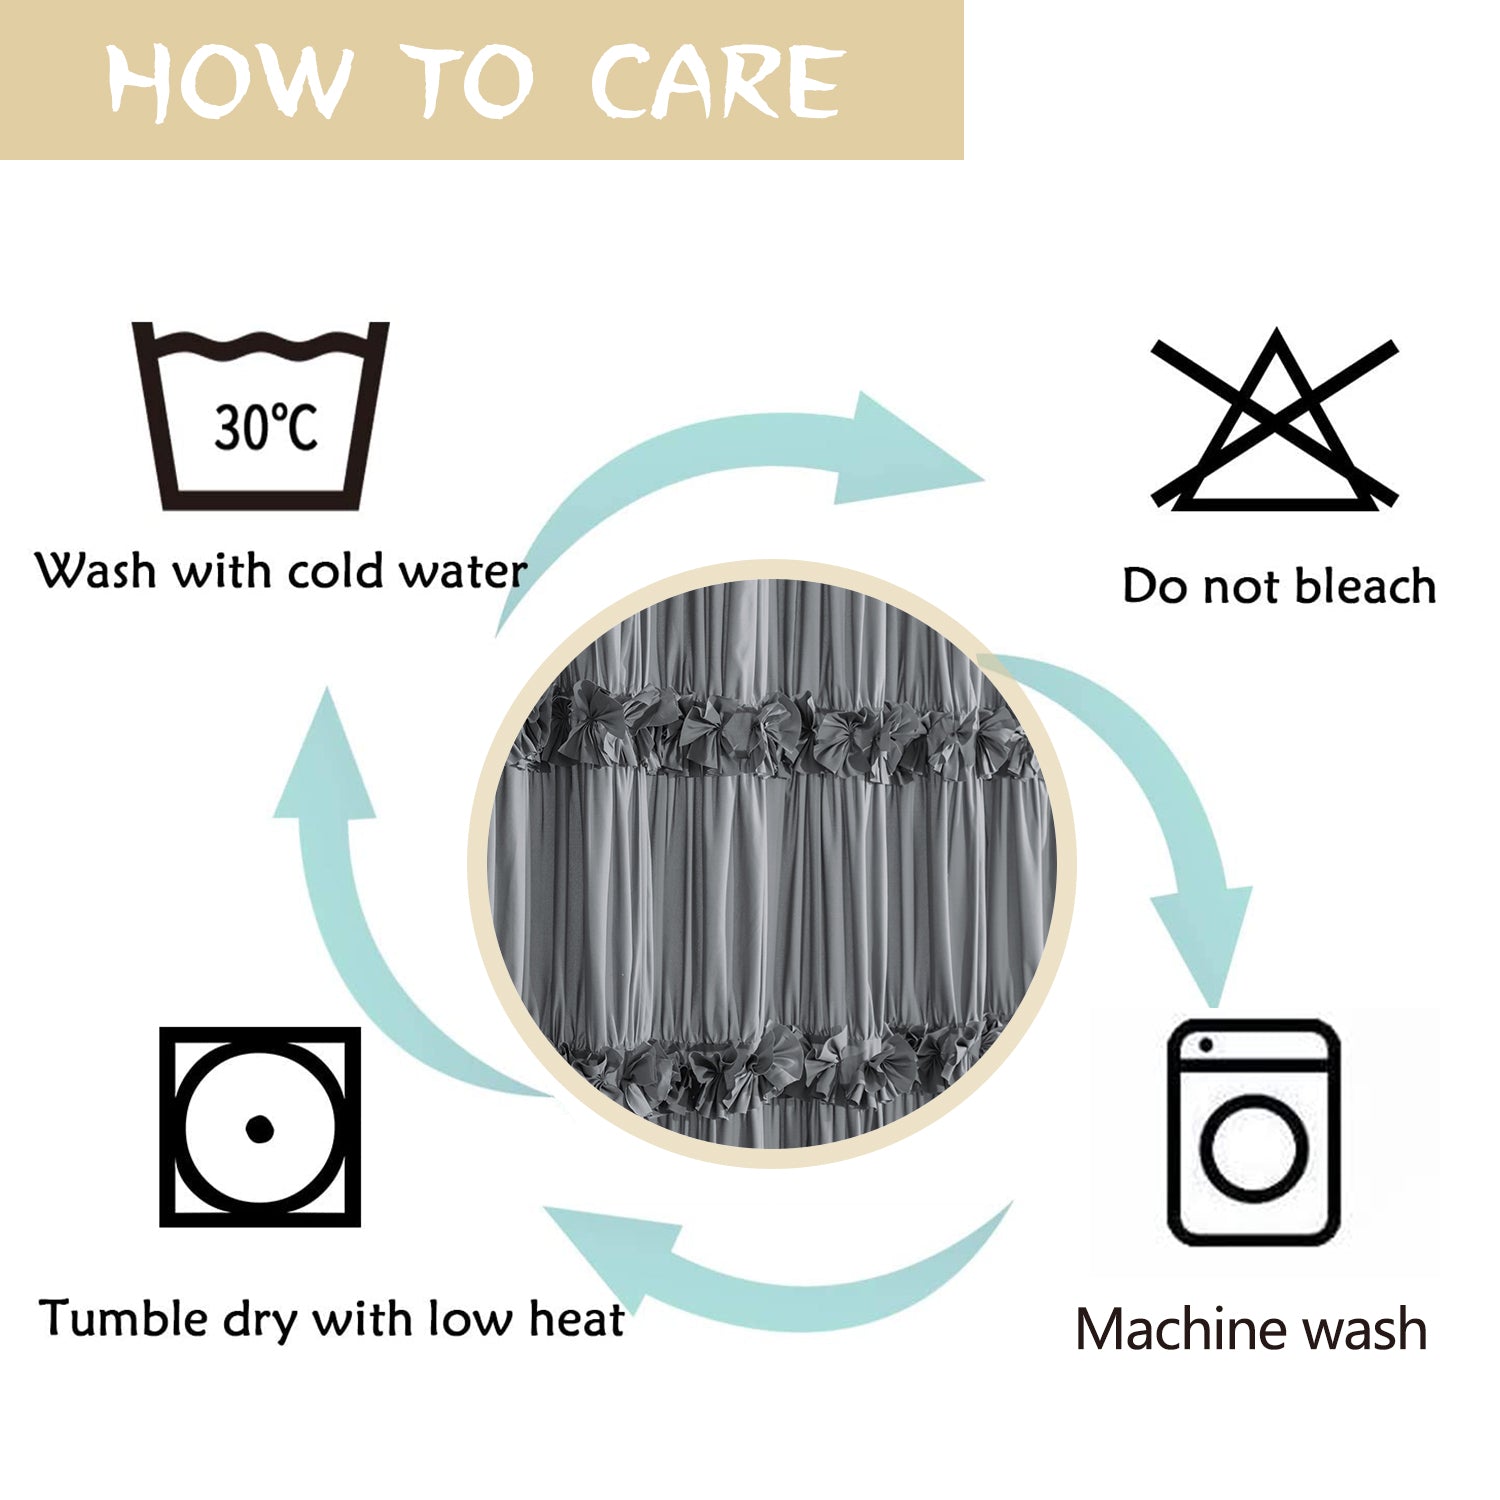 HOW TO CARE
30°C
Wash with cold water
Do not bleach
Tumble dry with low heat
Machine wash